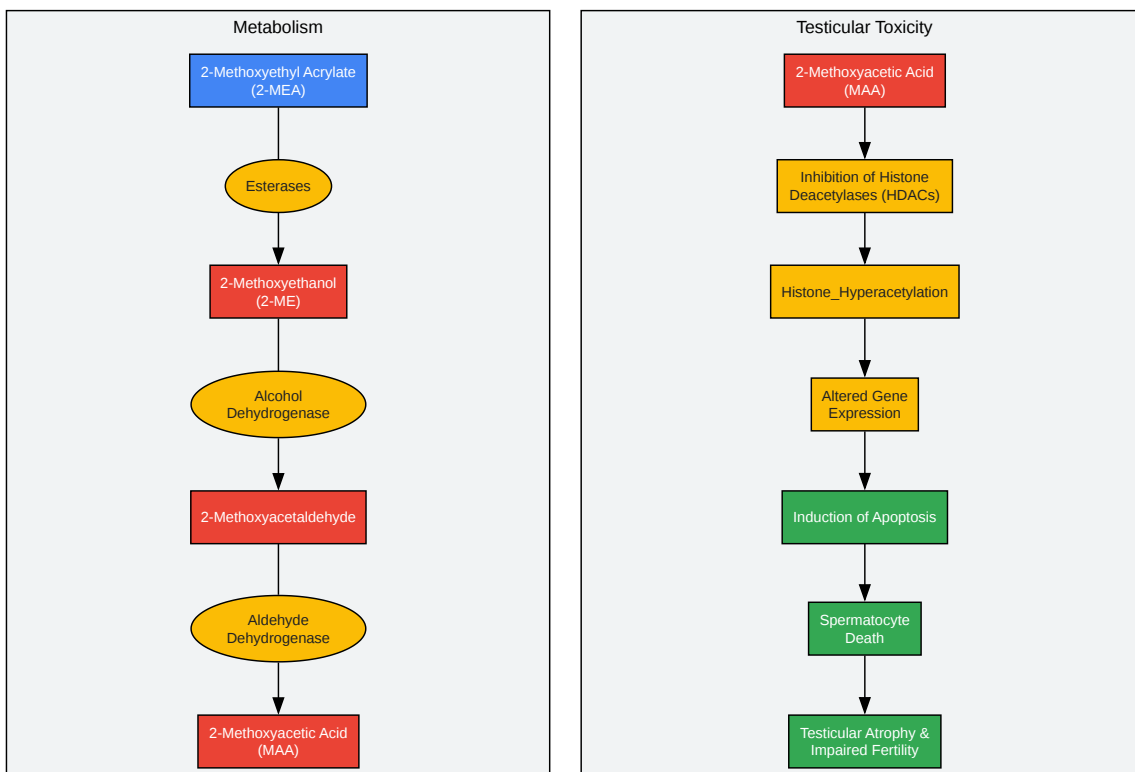 Metabolism
2-Methoxyethyl Acrylate
(2-MEA)
Esterases
2-Methoxyethanol
(2-ME)
Alcohol
Dehydrogenase
2-Methoxyacetaldehyde
Aldehyde
Dehydrogenase
2-Methoxyacetic Acid
(MAA)
Testicular Toxicity
2-Methoxyacetic Acid
(MAA)
Inhibition of Histone
Deacetylases (HDACs)
Histone_Hyperacetylation
Altered Gene
Expression
Induction of Apoptosis
Spermatocyte
Death
Testicular Atrophy &
Impaired Fertility